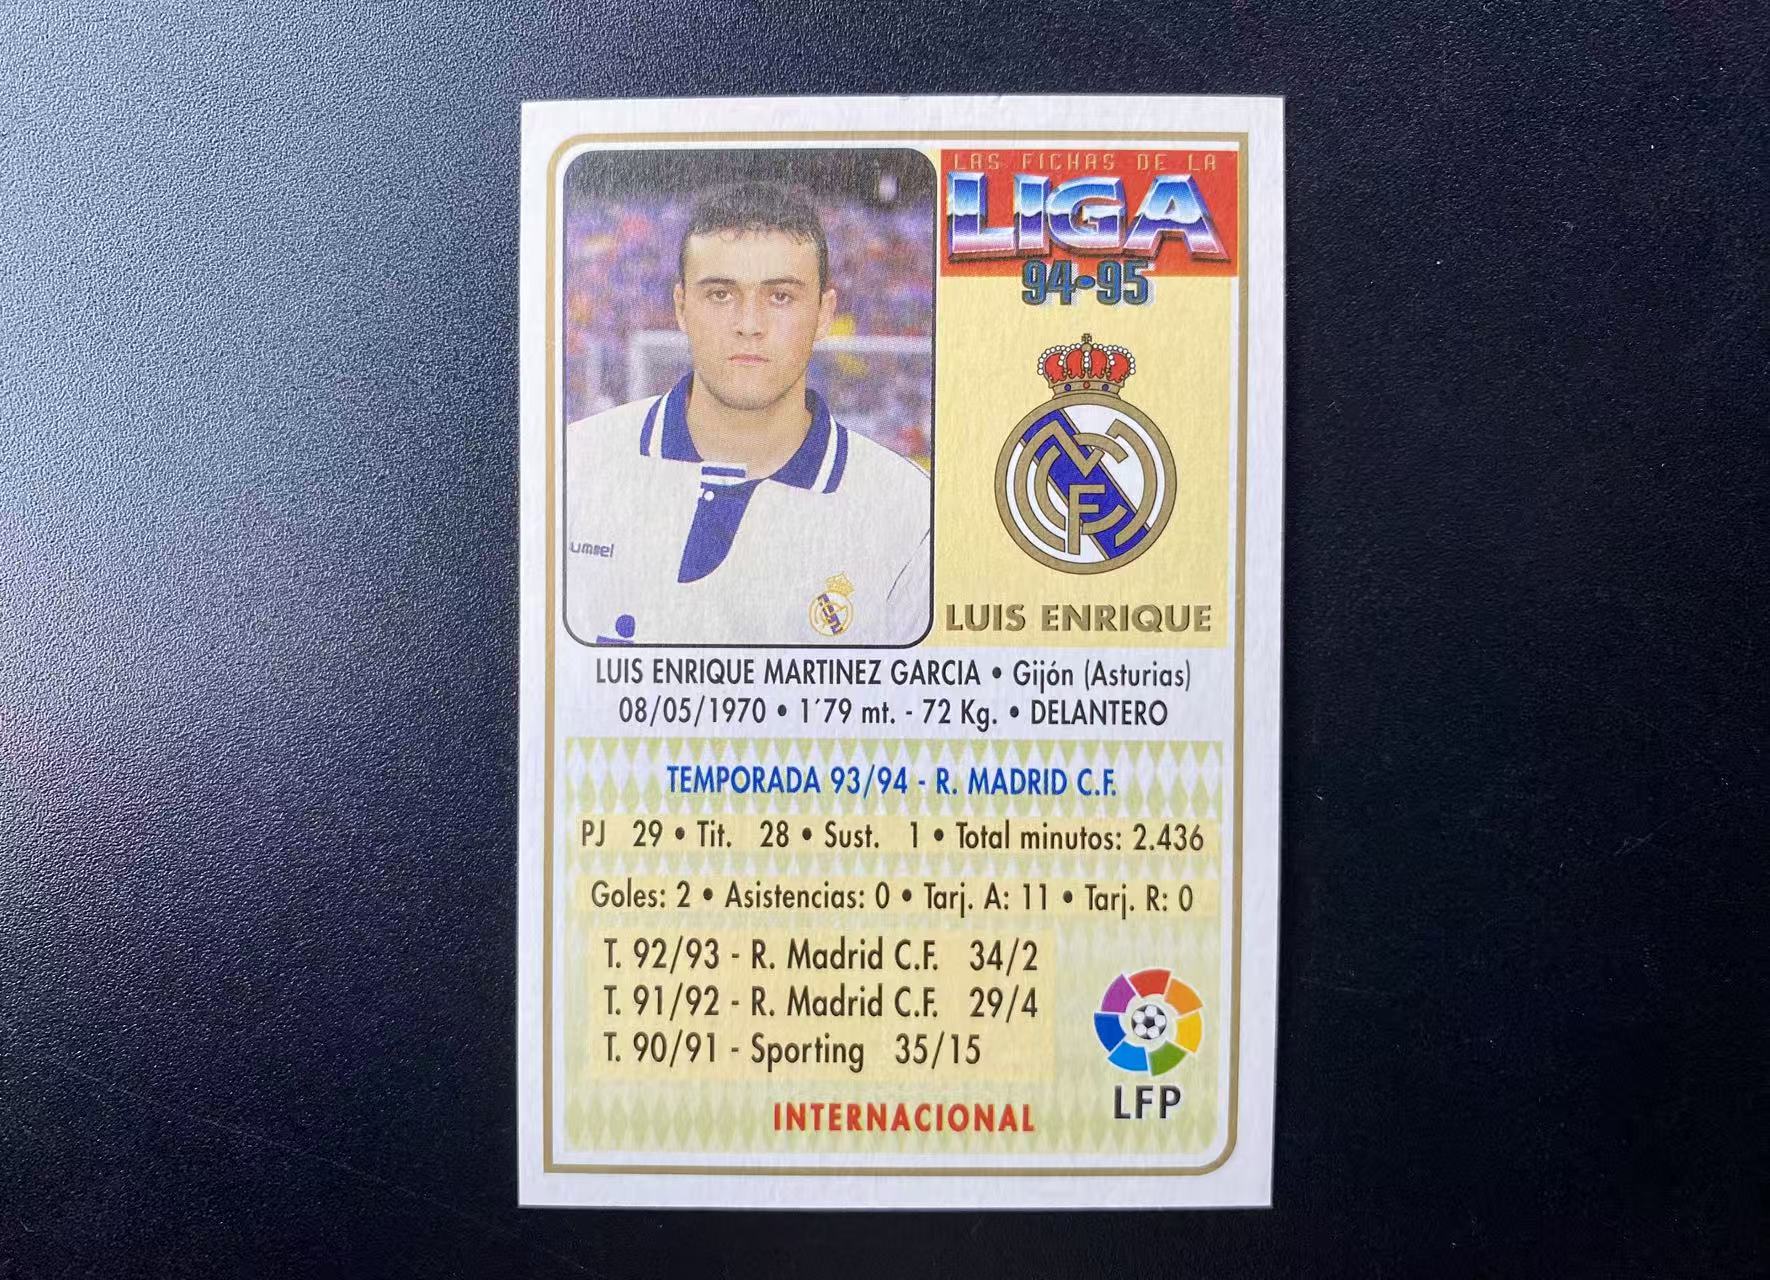 LAS FICHAS DE LA
LIGA
94•95
ummel
LUIS ENRIQUE
LUIS ENRIQUE MARTINEZ GARCIA • Gijón (Asturias)
08/05/1970 • 1´79 mt. - 72 Kg. • DELANTERO
TEMPORADA 93/94 - R. MADRID C.F.
PJ 29 • Tit. 28 • Sust. 1 • Total minutos: 2.436
Goles: 2 • Asistencias: 0 • Tarj. A: 11 • Tarj. R: 0
T. 92/93 - R. Madrid C.F. 34/2
T. 91/92 - R. Madrid C.F. 29/4
T. 90/91 - Sporting 35/15
LFP
INTERNACIONAL